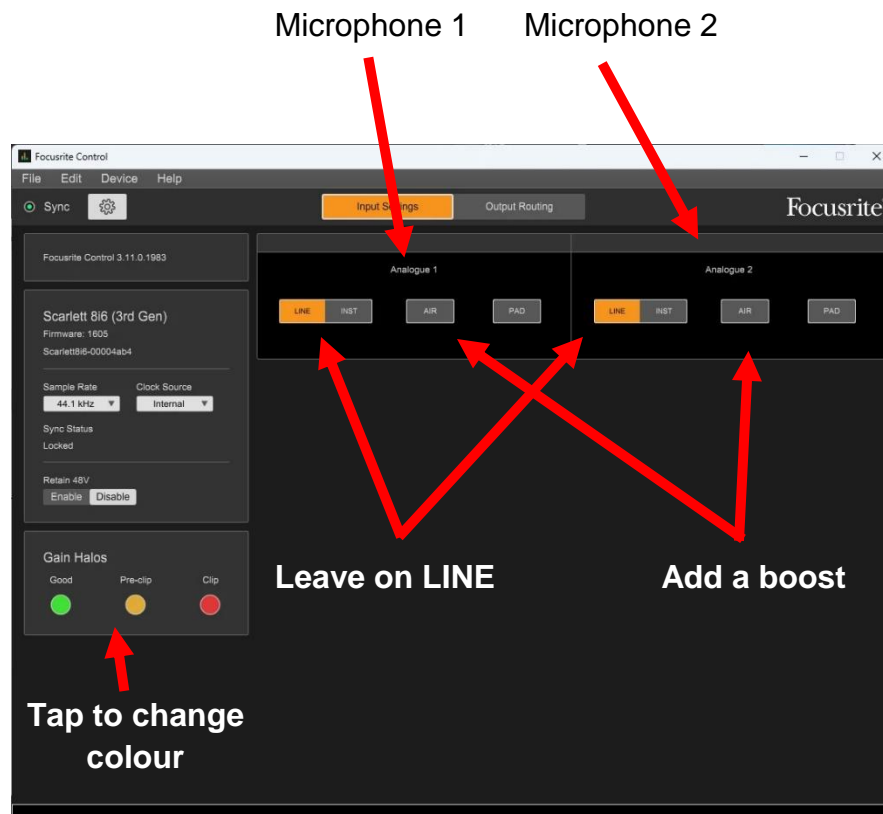 Microphone 1 Microphone 2
Focusrite Control
File Edit Device Help
Sync Input Settings Output Routing Focusrite
Focusrite Control 3.11.0.1983
Analogue 1 Analogue 2
LINE INST AIR PAD LINE INST AIR PAD
Scarlett 8i6 (3rd Gen)
Firmware: 1605
Scarlett8i6-00004ab4
Sample Rate Clock Source
44.1 kHz Internal
Sync Status
Locked
Retain 48V
Enable Disable
Gain Halos
Good Pre-clip Clip
Leave on LINE Add a boost
Tap to change
colour